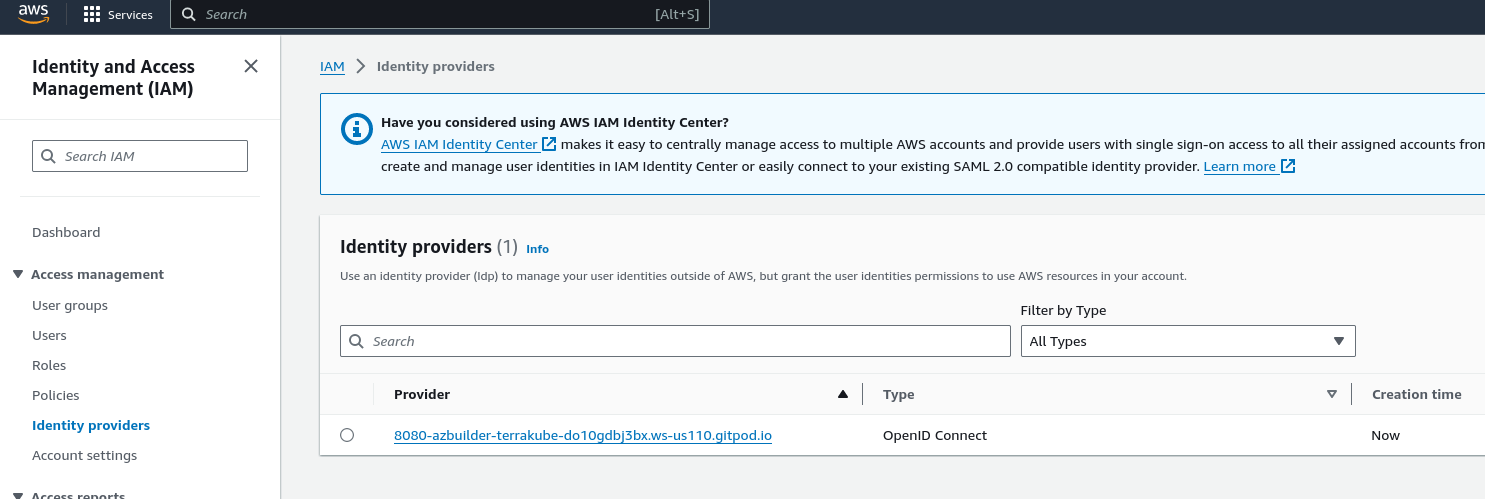 aws
Services
Search
[Alt+S]
Identity and Access
Management (IAM)
Search IAM
Dashboard
Access management
User groups
Users
Roles
Policies
Identity providers
Account settings
Access reports
IAM
Identity providers
Have you considered using AWS IAM Identity Center?
AWS IAM Identity Center makes it easy to centrally manage access to multiple AWS accounts and provide users with single sign-on access to all their assigned accounts from
create and manage user identities in IAM Identity Center or easily connect to your existing SAML 2.0 compatible identity provider. Learn more
Identity providers (1) Info
Use an identity provider (Idp) to manage your user identities outside of AWS, but grant the user identities permissions to use AWS resources in your account.
Filter by Type
Search
All Types
Provider
Type
Creation time
8080-azbuilder-terrakube-do10gdbj3bx.ws-us110.gitpod.io
OpenID Connect
Now